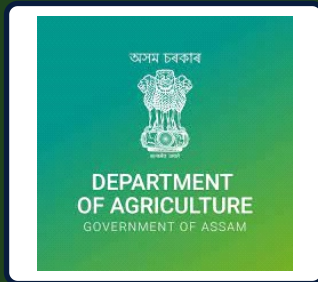 অসম চৰকাৰ
DEPARTMENT
OF AGRICULTURE
GOVERNMENT OF ASSAM